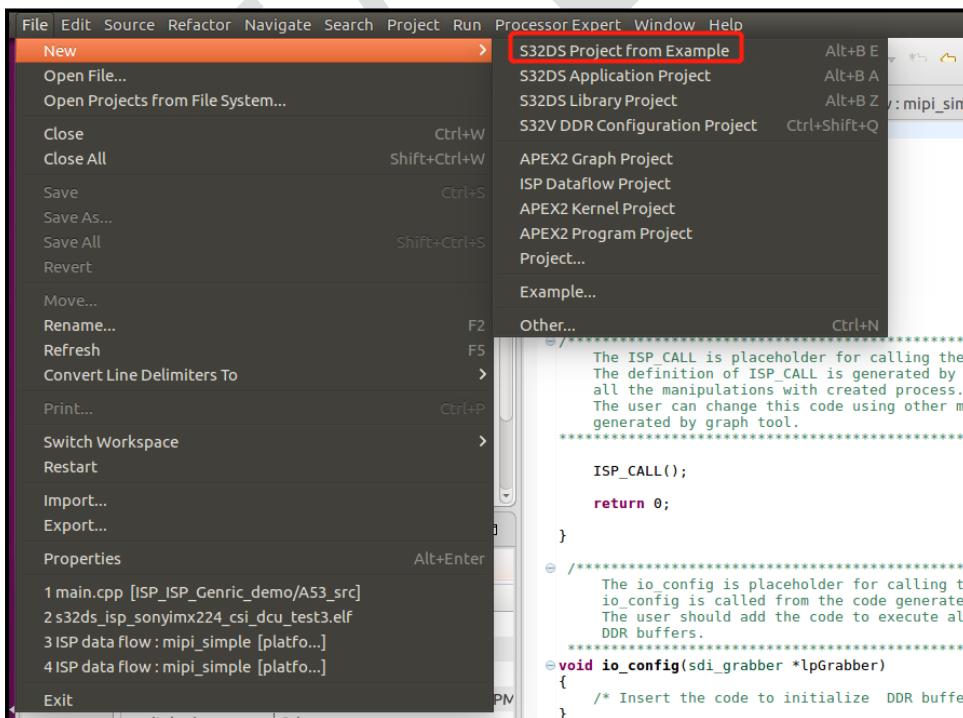 File Edit Source Refactor Navigate Search Project Run Processor Expert Window Help
New
Open File...
Open Projects from File System...
Close Ctrl+W
Close All Shift+Ctrl+W
Save Ctrl+S
Save As...
Save All Shift+Ctrl+S
Revert
Move...
Rename... F2
Refresh F5
Convert Line Delimiters To
Print... Ctrl+P
Switch Workspace
Restart
Import...
Export...
Properties Alt+Enter
1 main.cpp [ISP_ISP_Genric_demo/A53_src]
2 s32ds_isp_sonyimx224_csi_dcu_test3.elf
3 ISP data flow : mipi_simple [platfo...]
4 ISP data flow : mipi_simple [platfo...]
Exit
S32DS Project from Example Alt+B E
S32DS Application Project Alt+B A
S32DS Library Project Alt+B Z
S32V DDR Configuration Project Ctrl+Shift+Q
APEX2 Graph Project
ISP Dataflow Project
APEX2 Kernel Project
APEX2 Program Project
Project...
Example...
Other... Ctrl+N
: mipi_sim
/*****************************************************
The ISP_CALL is placeholder for calling the
The definition of ISP_CALL is generated by
all the manipulations with created process.
The user can change this code using other m
generated by graph tool.
*****************************************************
ISP_CALL();
return 0;
}
/*****************************************************
The io_config is placeholder for calling t
io_config is called from the code generate
The user should add the code to execute al
DDR buffers.
*****************************************************
void io_config(sdi_grabber *lpGrabber)
{
/* Insert the code to initialize DDR buffe
}
PM